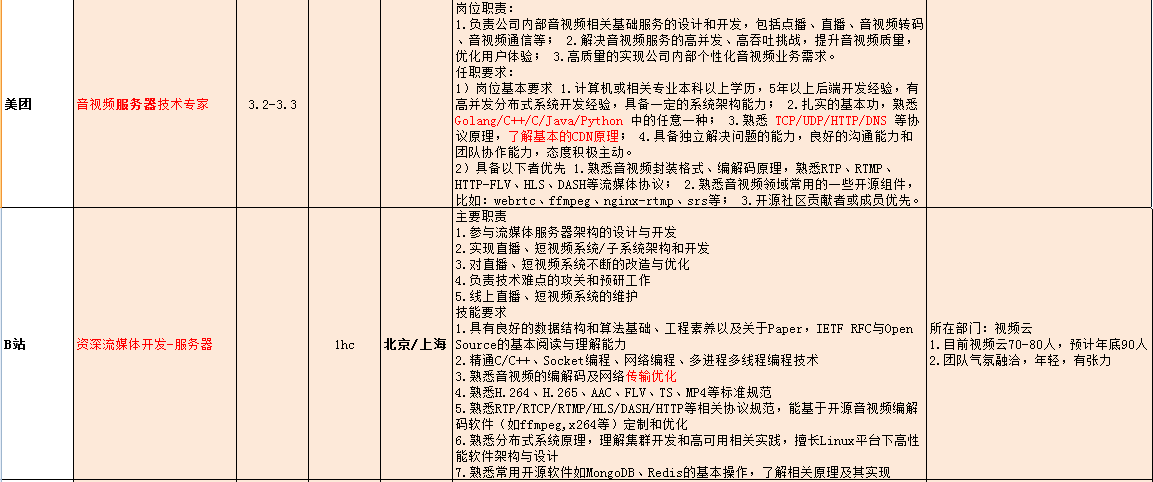 岗位职责：
1.负责公司内部音视频相关基础服务的设计和开发，包括点播、直播、音视频转码
、音视频通信等； 2.解决音视频服务的高并发、高吞吐挑战，提升音视频质量，
优化用户体验； 3.高质量的实现公司内部个性化音视频业务需求。
任职要求：
1）岗位基本要求 1.计算机或相关专业本科以上学历，5年以上后端开发经验，有
美团
音视频服务器技术专家
3.2-3.3
高并发分布式系统开发经验，具备一定的系统架构能力； 2.扎实的基本功，熟悉
Golang/C++/C/Java/Python 中的任意一种； 3.熟悉 TCP/UDP/HTTP/DNS 等协
议原理，了解基本的CDN原理； 4.具备独立解决问题的能力，良好的沟通能力和
团队协作能力，态度积极主动。
2）具备以下者优先 1.熟悉音视频封装格式、编解码原理，熟悉RTP、RTMP、
HTTP-FLV、HLS、DASH等流媒体协议； 2.熟悉音视频领域常用的一些开源组件，
比如：webrtc、ffmpeg、nginx-rtmp、srs等； 3.开源社区贡献者或成员优先。
主要职责
1.参与流媒体服务器架构的设计与开发
2.实现直播、短视频系统/子系统架构和开发
3.对直播、短视频系统不断的改造与优化
4.负责技术难点的攻关和预研工作
5.线上直播、短视频系统的维护
技能要求
1.具有良好的数据结构和算法基础、工程素养以及关于Paper，IETF RFC与Open
Source的基本阅读与理解能力
B站
资深流媒体开发-服务器
1hc
北京/上海
2.精通C/C++、Socket编程、网络编程、多进程多线程编程技术
3.熟悉音视频的编解码及网络传输优化
4.熟悉H.264、H.265、AAC、FLV、TS、MP4等标准规范
5.熟悉RTP/RTCP/RTMP/HLS/DASH/HTTP等相关协议规范，能基于开源音视频编解
码软件（如ffmpeg,x264等）定制和优化
6.熟悉分布式系统原理，理解集群开发和高可用相关实践，擅长Linux平台下高性
能软件架构与设计
7.熟悉常用开源软件如MongoDB、Redis的基本操作，了解相关原理及其实现
所在部门：视频云
1.目前视频云70-80人，预计年底90人
2.团队气氛融洽，年轻，有张力